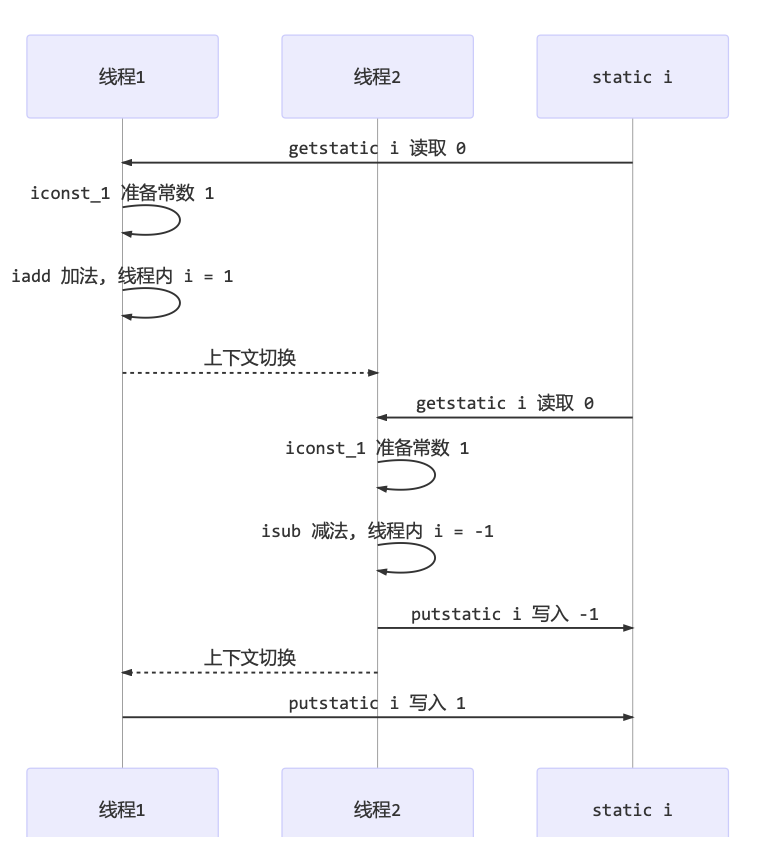 线程1
线程2
static i
getstatic i 读取 0
iconst_1 准备常数 1
iadd 加法, 线程内 i = 1
上下文切换
getstatic i 读取 0
iconst_1 准备常数 1
isub 减法, 线程内 i = -1
putstatic i 写入 -1
上下文切换
putstatic i 写入 1
线程1
线程2
static i